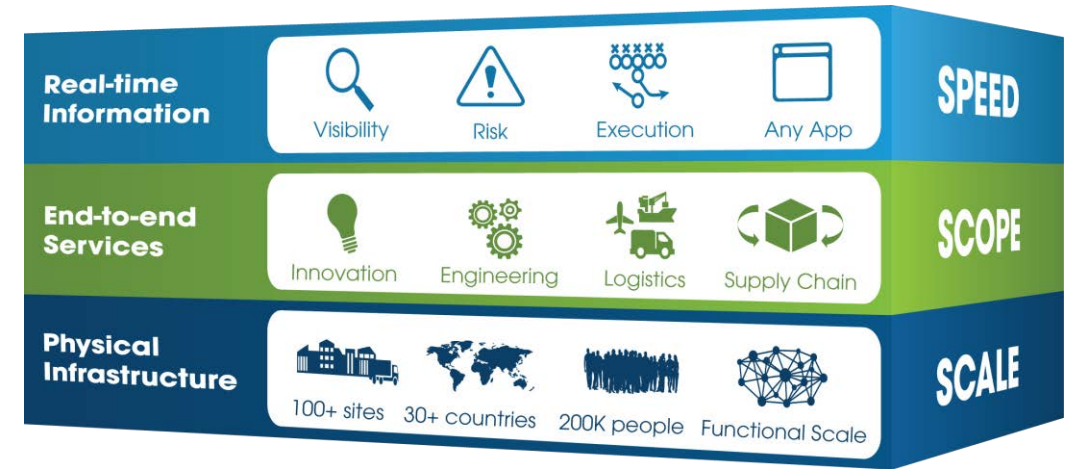 Real-time
Information
Visibility
Risk
xxxxx
Execution
Any App
SPEED
End-to-end
Services
Innovation
Engineering
Logistics
Supply Chain
SCOPE
Physical
Infrastructure
100+ sites
30+ countries
200K people
Functional Scale
SCALE